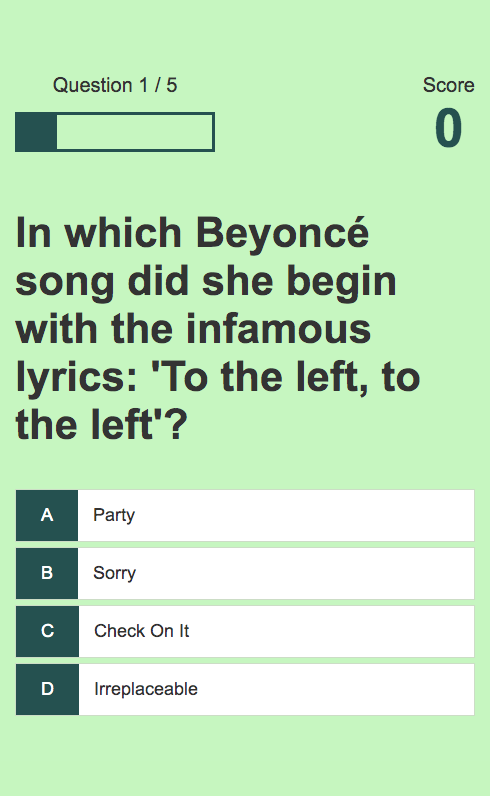 Question 1 / 5
Score
0
In which Beyoncé
song did she begin
with the infamous
lyrics: 'To the left, to
the left'?
A Party
B Sorry
C Check On It
D Irreplaceable